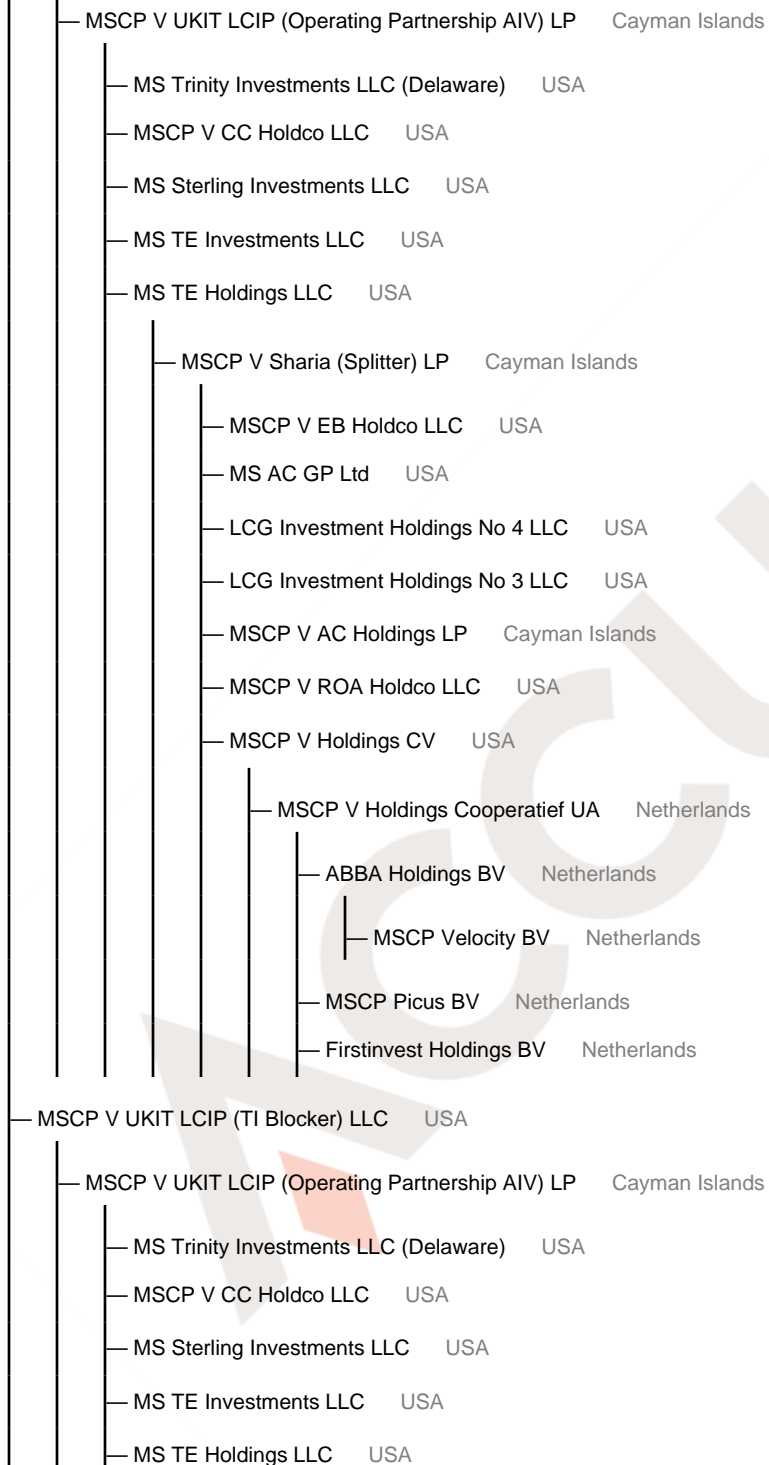 MSCP V UKIT LCIP (Operating Partnership AIV) LP Cayman Islands
MS Trinity Investments LLC (Delaware) USA
MSCP V CC Holdco LLC USA
MS Sterling Investments LLC USA
MS TE Investments LLC USA
MS TE Holdings LLC USA
MSCP V Sharia (Splitter) LP Cayman Islands
MSCP V EB Holdco LLC USA
MS AC GP Ltd USA
LCG Investment Holdings No 4 LLC USA
LCG Investment Holdings No 3 LLC USA
MSCP V AC Holdings LP Cayman Islands
MSCP V ROA Holdco LLC USA
MSCP V Holdings CV USA
MSCP V Holdings Cooperatief UA Netherlands
ABBA Holdings BV Netherlands
MSCP Velocity BV Netherlands
MSCP Picus BV Netherlands
Firstinvest Holdings BV Netherlands
MSCP V UKIT LCIP (TI Blocker) LLC USA
MSCP V UKIT LCIP (Operating Partnership AIV) LP Cayman Islands
MS Trinity Investments LLC (Delaware) USA
MSCP V CC Holdco LLC USA
MS Sterling Investments LLC USA
MS TE Investments LLC USA
MS TE Holdings LLC USA